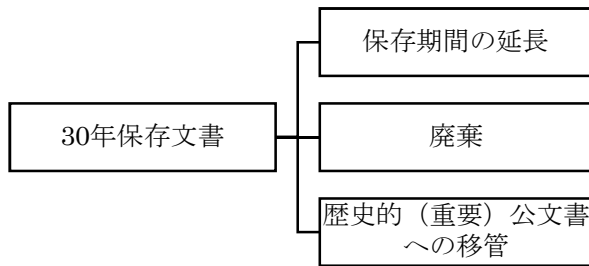 保存期間の延長
30年保存文書
廃棄
歴史的（重要）公文書
への移管